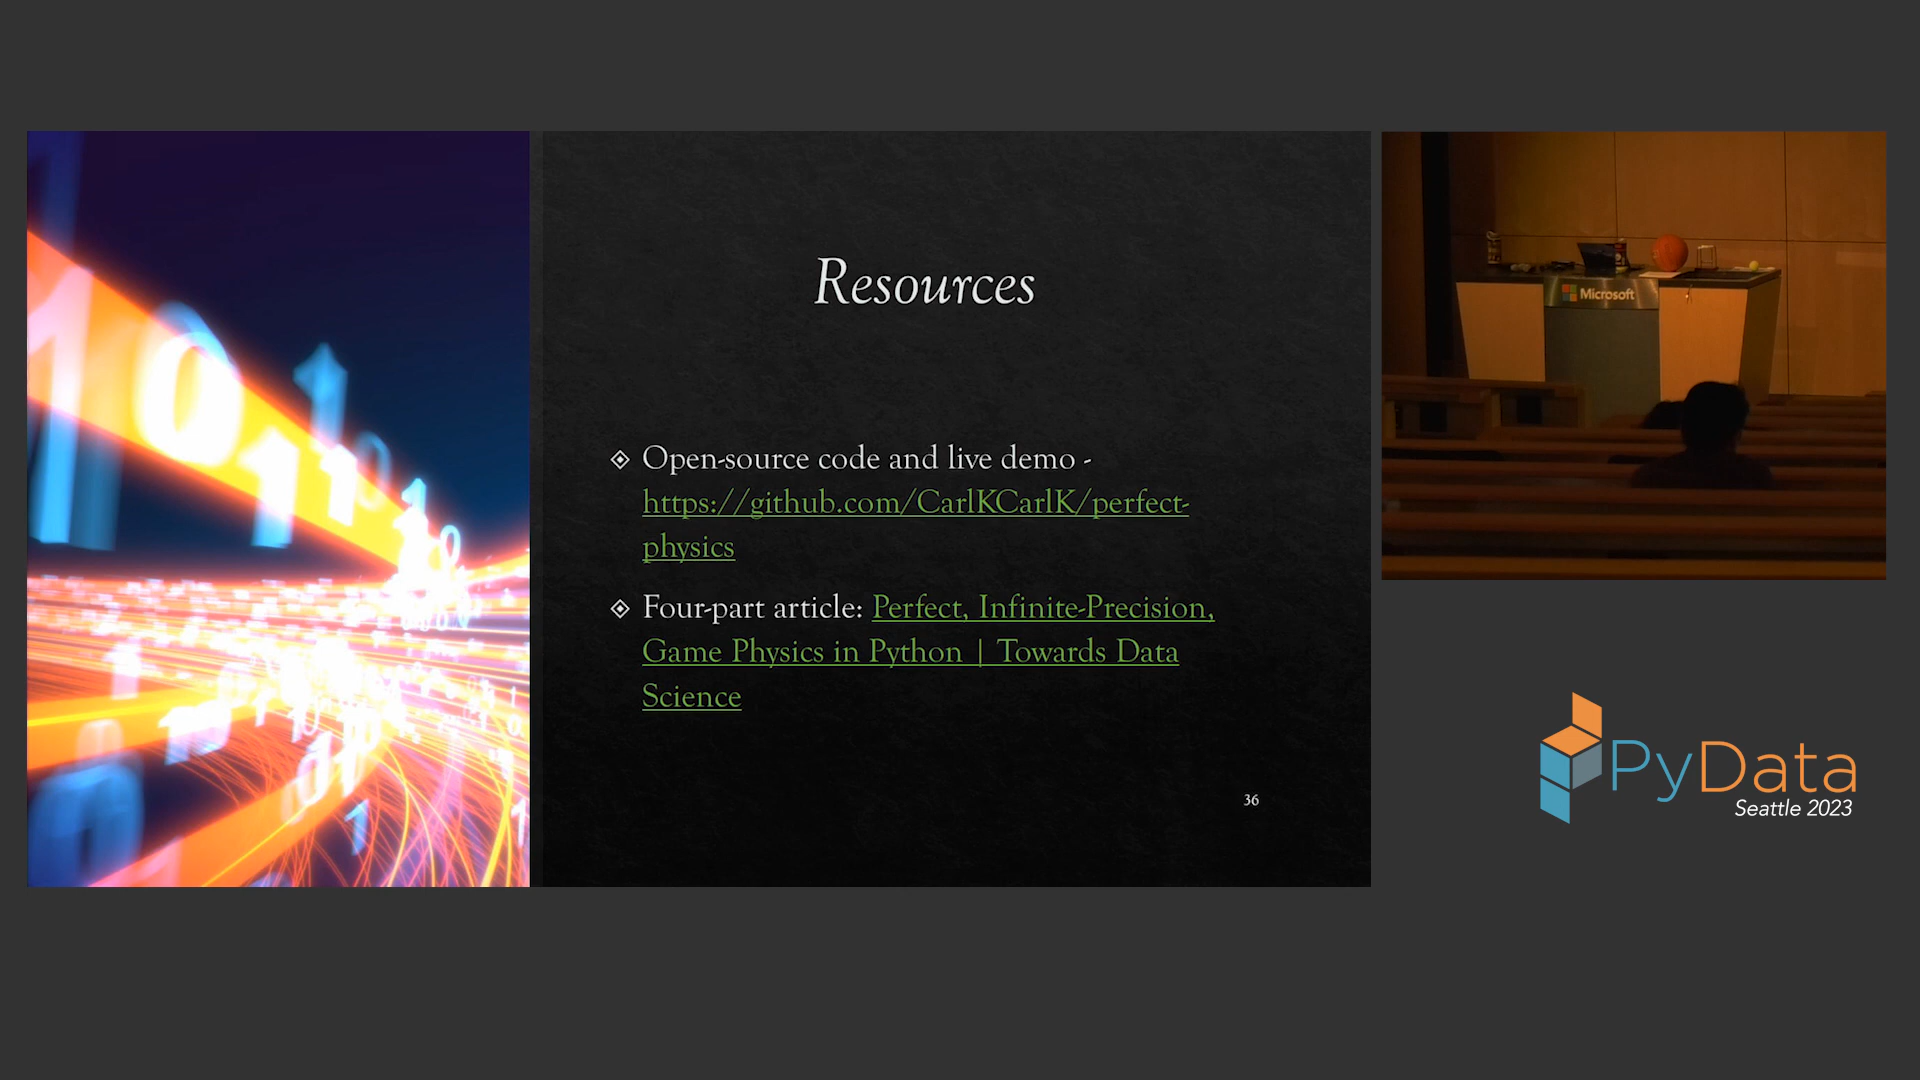 Resources
Open-source code and live demo -
https://github.com/CarlKCarlK/perfect-
physics
Four-part article: Perfect, Infinite-Precision,
Game Physics in Python | Towards Data
Science
36
Microsoft
PyData
Seattle 2023